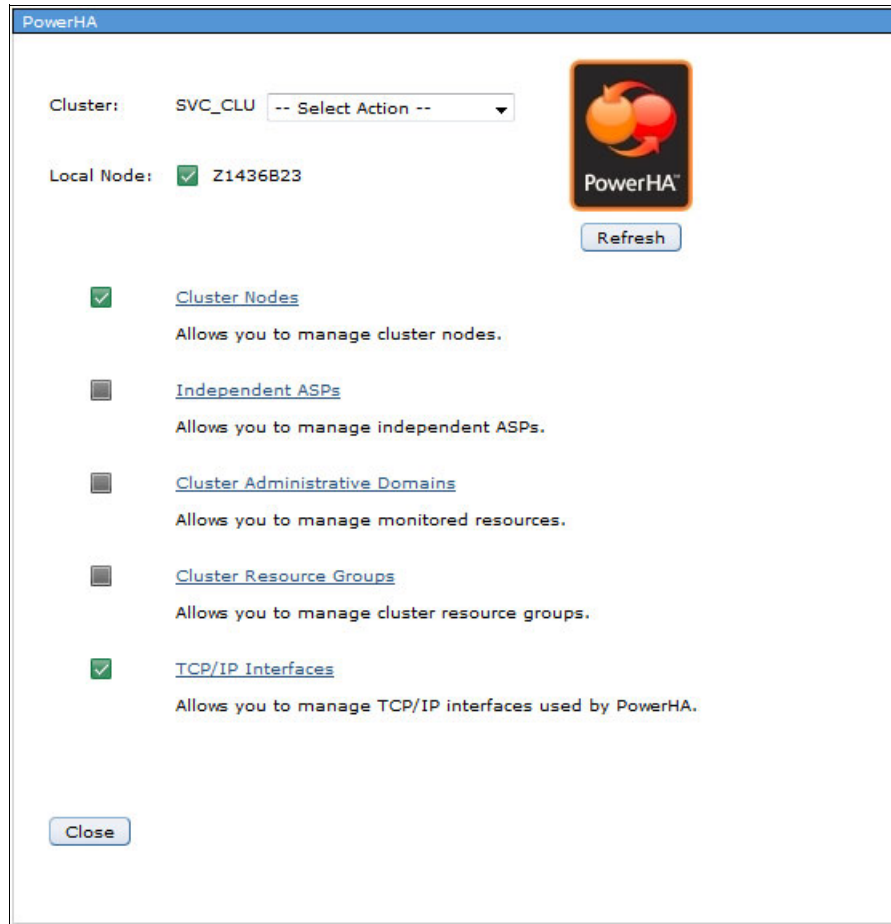 PowerHA
Cluster: SVC_CLU -- Select Action --
Local Node: Z1436B23
PowerHA™
Refresh
Cluster Nodes
Allows you to manage cluster nodes.
Independent ASPs
Allows you to manage independent ASPs.
Cluster Administrative Domains
Allows you to manage monitored resources.
Cluster Resource Groups
Allows you to manage cluster resource groups.
TCP/IP Interfaces
Allows you to manage TCP/IP interfaces used by PowerHA.
Close